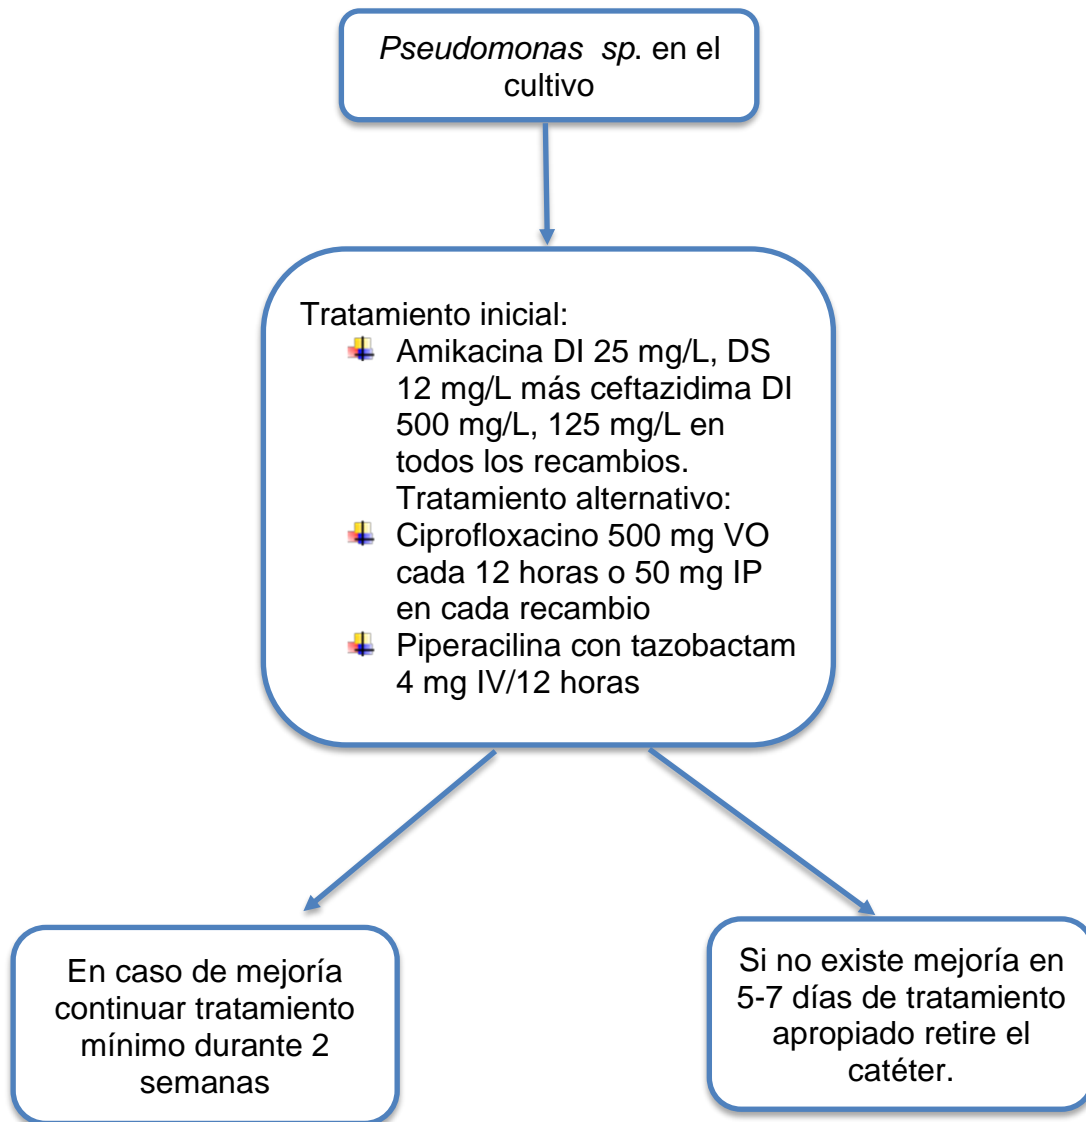 Pseudomonas sp. en el
cultivo
Tratamiento inicial:
Amikacina DI 25 mg/L, DS
12 mg/L más ceftazidima DI
500 mg/L, 125 mg/L en
todos los recambios.
Tratamiento alternativo:
Ciprofloxacino 500 mg VO
cada 12 horas o 50 mg IP
en cada recambio
Piperacilina con tazobactam
4 mg IV/12 horas
En caso de mejoría
continuar tratamiento
mínimo durante 2
semanas
Si no existe mejoría en
5-7 días de tratamiento
apropiado retire el
catéter.